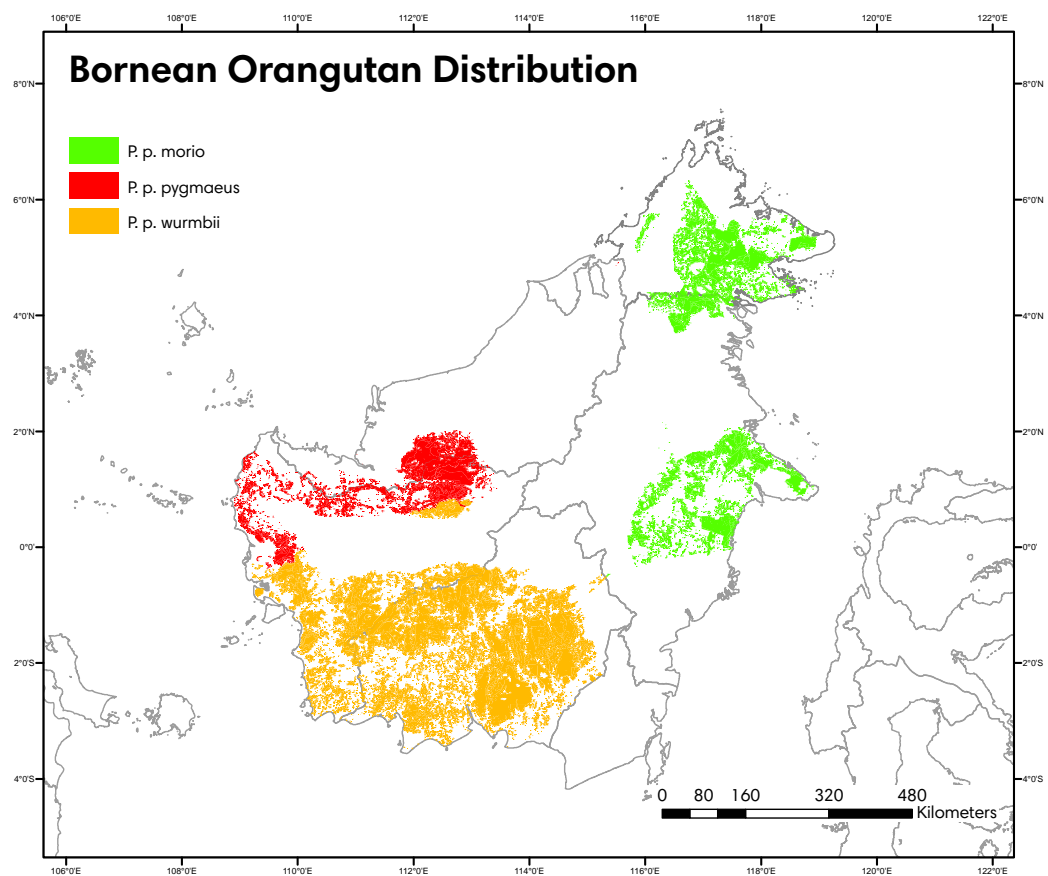 106°0'E 108°0'E 110°0'E 112°0'E 114°0'E 116°0'E 118°0'E 120°0'E 122°0'E
Bornean Orangutan Distribution
8°0'N 8°0'N
P. p. morio
P. p. pygmaeus
6°0'N 6°0'N
P. p. wurmbii
4°0'N 4°0'N
2°0'N 2°0'N
0°0' 0°0'
2°0'S 2°0'S
4°0'S 4°0'S
0 80 160 320 480
Kilometers
106°0'E 108°0'E 110°0'E 112°0'E 114°0'E 116°0'E 118°0'E 120°0'E 122°0'E